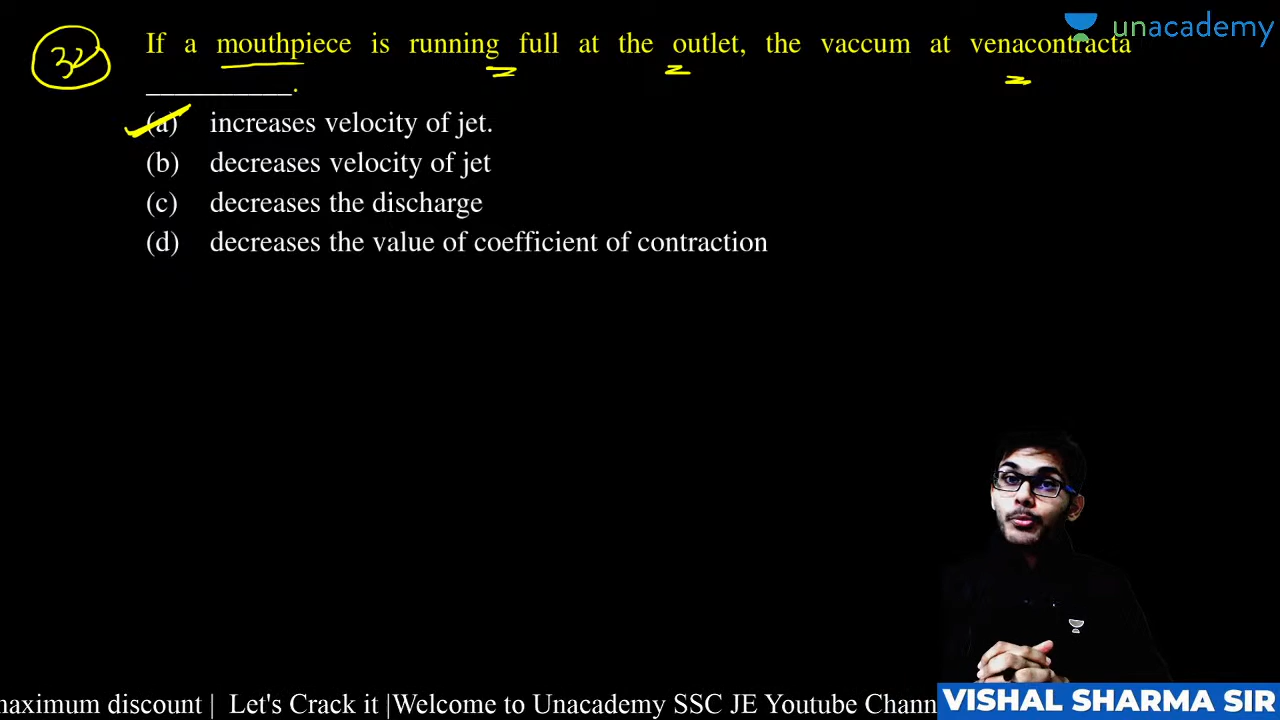 unacademy
32 If a mouthpiece is running full at the outlet, the vaccum at venacontracta
__________.
(a) increases velocity of jet.
(b) decreases velocity of jet
(c) decreases the discharge
(d) decreases the value of coefficient of contraction
naximum discount | Let's Crack it |Welcome to Unacademy SSC JE Youtube Chann
VISHAL SHARMA SIR